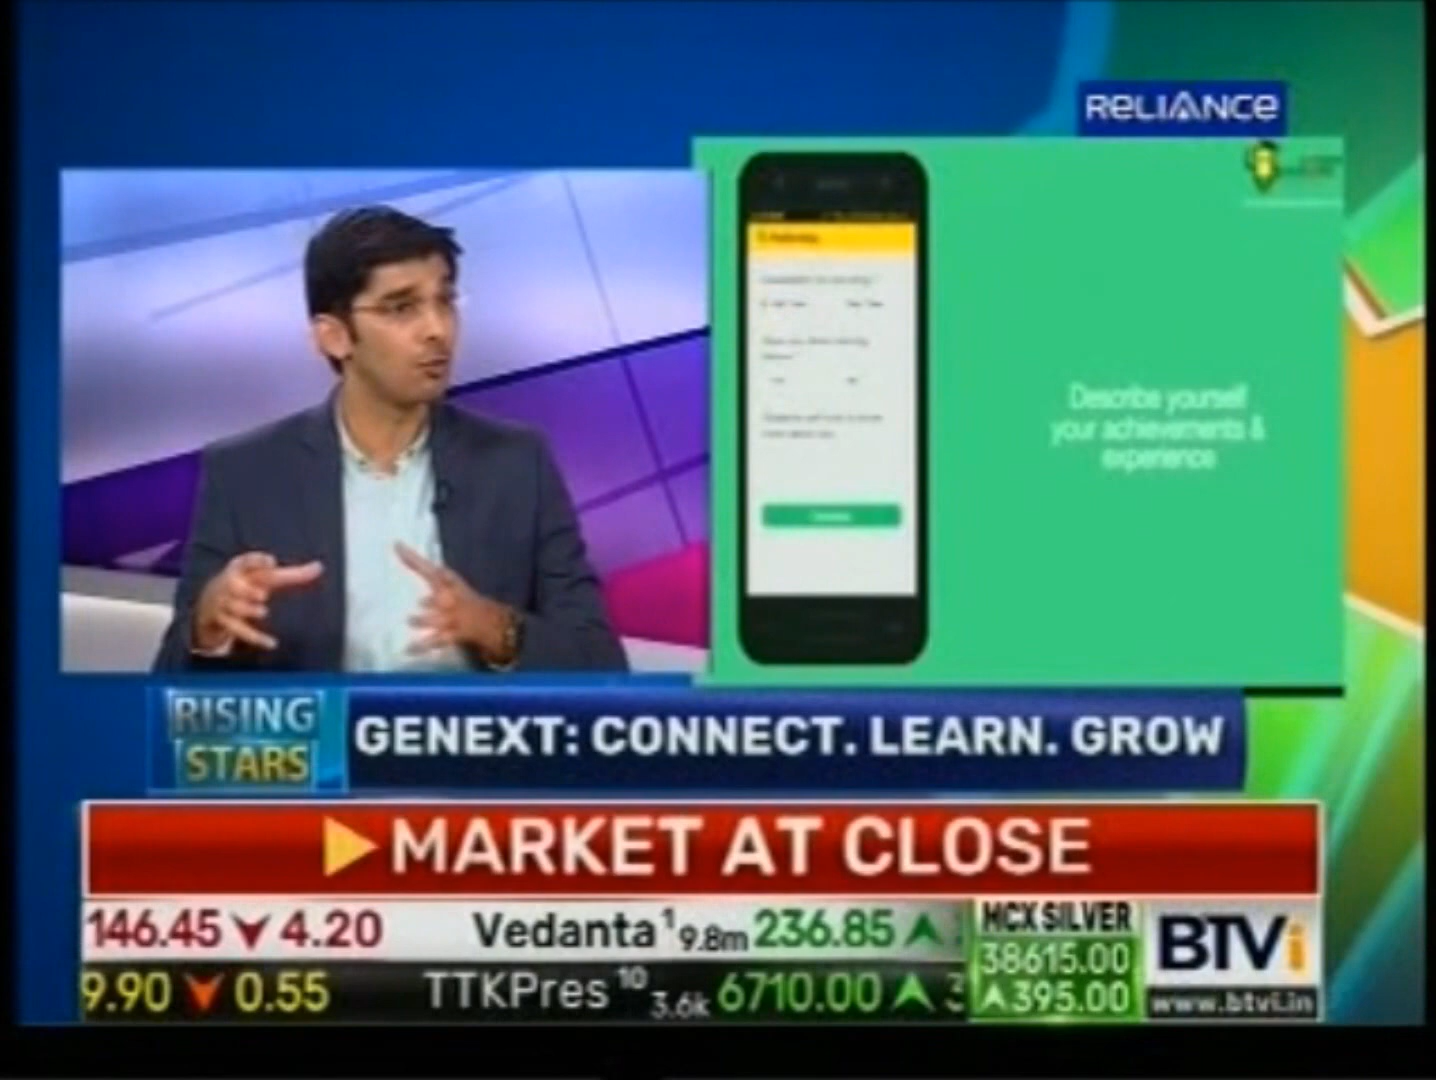 RELIANCE
Describe yourself
your achievements &
experience
RISING
STARS
GENEXT: CONNECT. LEARN. GROW
MARKET AT CLOSE
146.45 4.20 Vedanta 1 9.8m 236.85
9.90 0.55 TTKPres 10 3.6k 6710.00
MCX SILVER
38615.00
395.00
BTVi
www.btvi.in